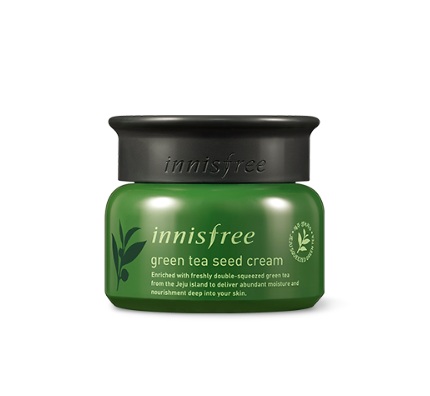 innisfree
innisfree
green tea seed cream
Enriched with freshly double-squeezed green tea
from the Jeju island to deliver abundant moisture and
nourishment deep into your skin.